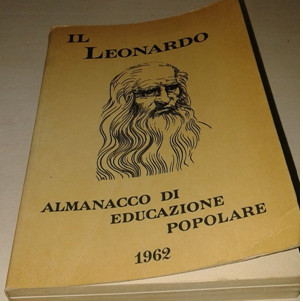 IL
LEONARDO
ALMANACCO DI
EDUCAZIONE
POPOLARE
1962